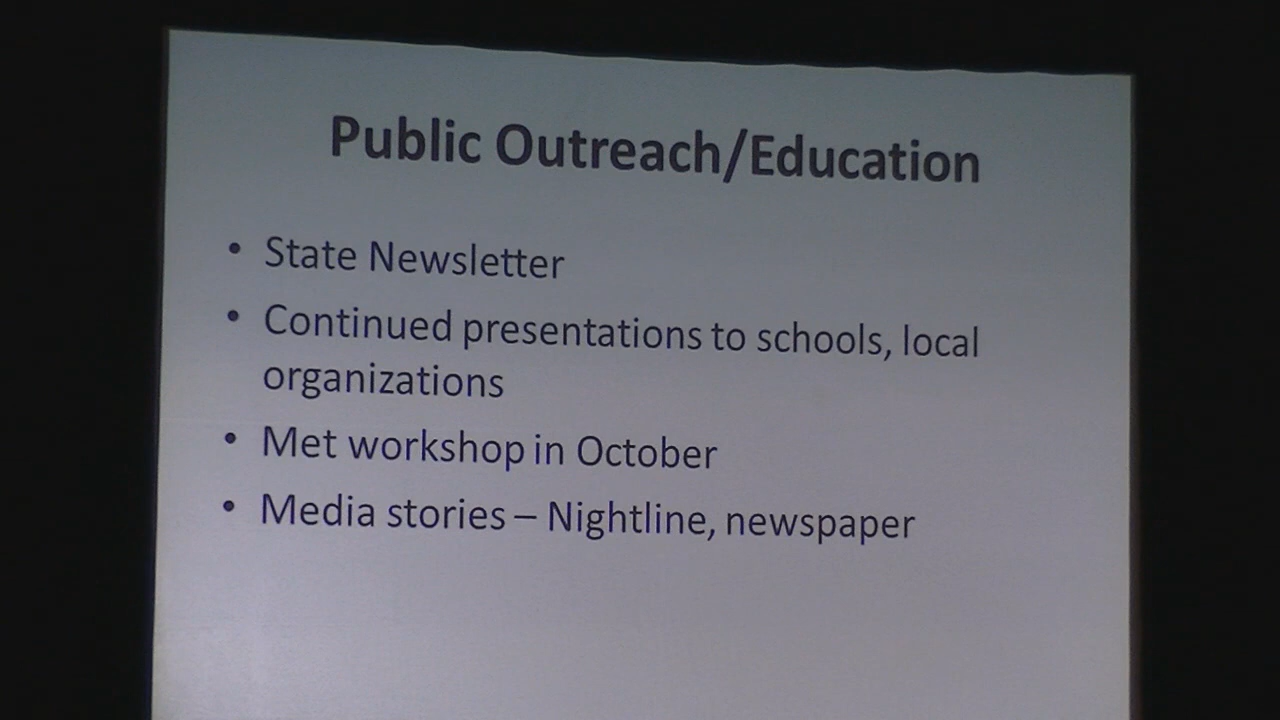 Public Outreach/Education
• State Newsletter
• Continued presentations to schools, local
organizations
• Met workshop in October
• Media stories – Nightline, newspaper